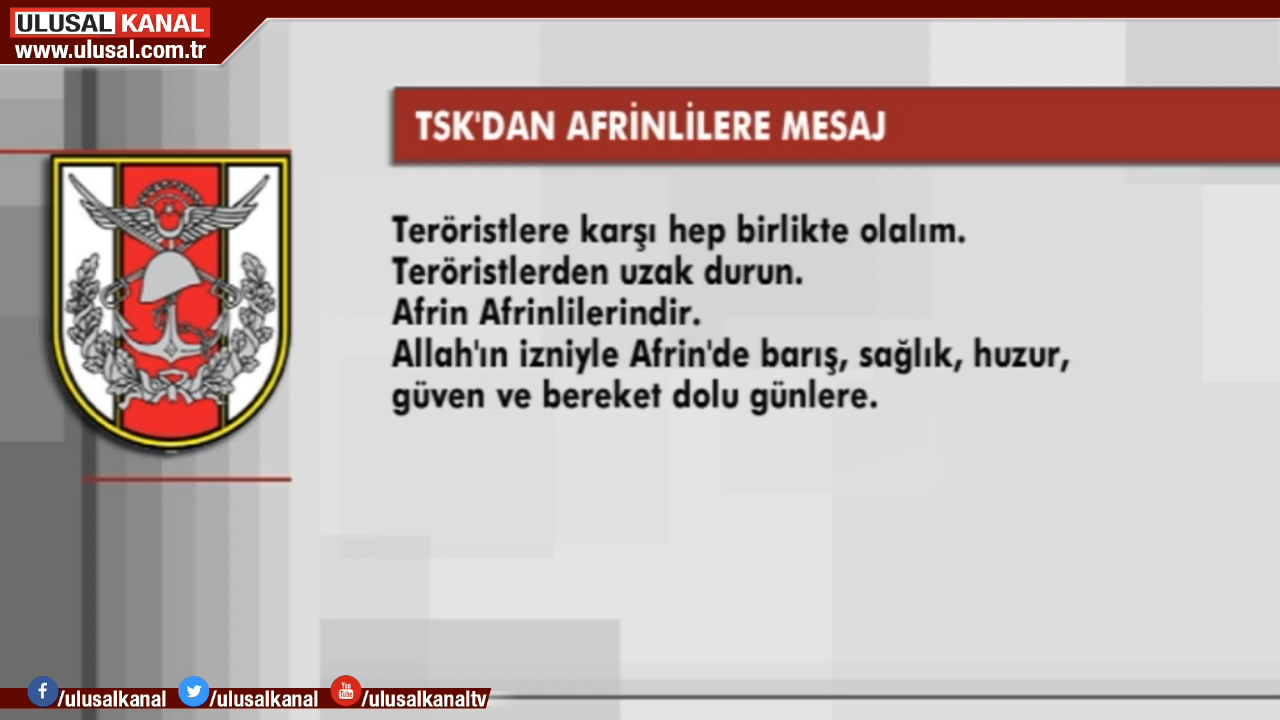 ULUSAL KANAL
www.ulusal.com.tr
TSK'DAN AFRİNLİLERE MESAJ
Teröristlere karşı hep birlikte olalım.
Teröristlerden uzak durun.
Afrin Afrinlilerindir.
Allah'ın izniyle Afrin'de barış, sağlık, huzur,
güven ve bereket dolu günlere.
f /ulusalkanal /ulusalkanal You Tube /ulusalkanaltv